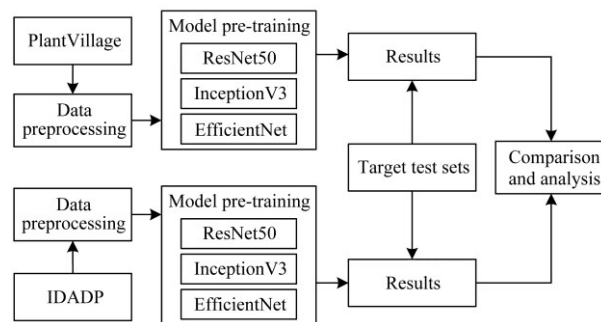 PlantVillage
Data
preprocessing
Model pre-training
ResNet50
InceptionV3
EfficientNet
Results
Target test sets
Comparison
and analysis
Data
preprocessing
IDADP
Model pre-training
ResNet50
InceptionV3
EfficientNet
Results